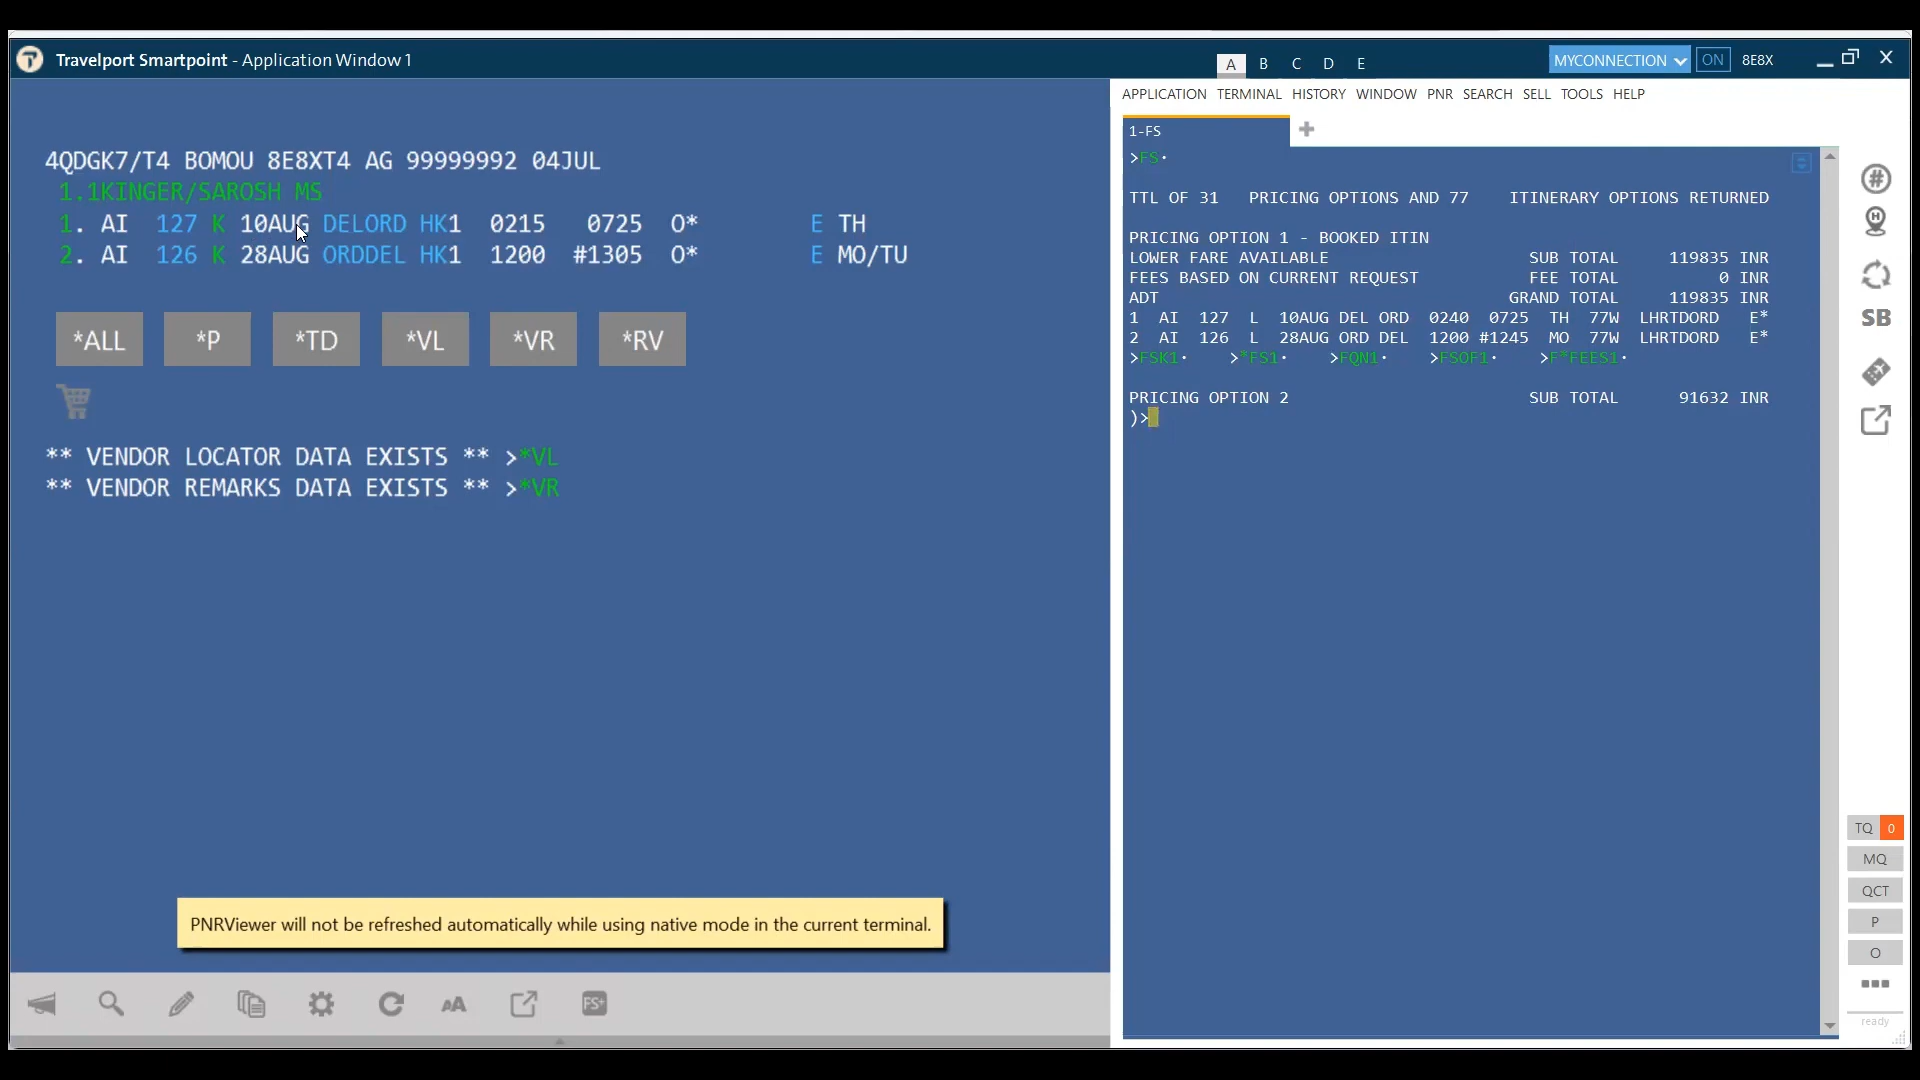 Travelport Smartpoint - Application Window 1
A B C D E
MYCONNECTION ON 8E8X
4QDGK7/T4 BOMOU 8E8XT4 AG 99999992 04JUL
1.1KINGER/SAROSH MS
1. AI 127 K 10AUG DELORD HK1 0215 0725 O* E TH
2. AI 126 K 28AUG ORDDEL HK1 1200 #1305 O* E MO/TU
*ALL *P *TD *VL *VR *RV
** VENDOR LOCATOR DATA EXISTS ** >*VL
** VENDOR REMARKS DATA EXISTS ** >*VR
PNRViewer will not be refreshed automatically while using native mode in the current terminal.
AA FS+
APPLICATION TERMINAL HISTORY WINDOW PNR SEARCH SELL TOOLS HELP
1-FS
>FS·
TTL OF 31 PRICING OPTIONS AND 77 ITINERARY OPTIONS RETURNED
PRICING OPTION 1 - BOOKED ITIN
LOWER FARE AVAILABLE SUB TOTAL 119835 INR
FEES BASED ON CURRENT REQUEST FEE TOTAL 0 INR
ADT GRAND TOTAL 119835 INR
1 AI 127 L 10AUG DEL ORD 0240 0725 TH 77W LHRTDORD E*
2 AI 126 L 28AUG ORD DEL 1200 #1245 MO 77W LHRTDORD E*
>FSK1· >*FS1· >FQN1· >FSOF1· >F*FEES1·
PRICING OPTION 2 SUB TOTAL 91632 INR
)>
#
H
SB
TQ 0
MQ
QCT
P
O
ready